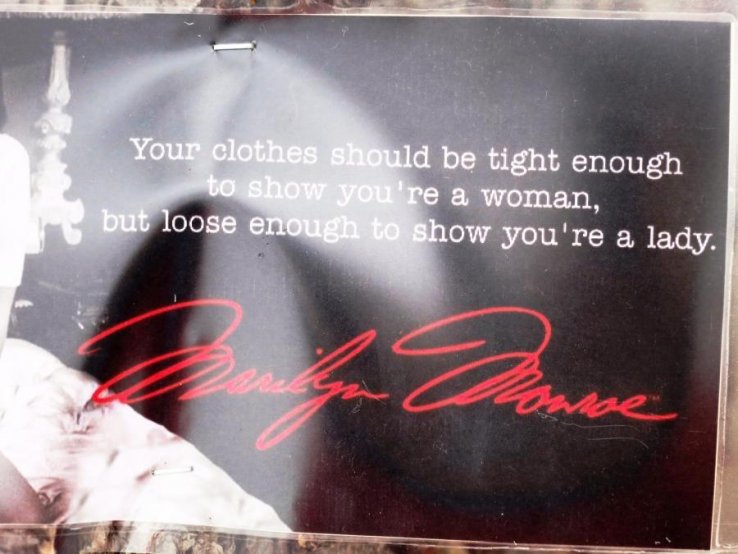 Your clothes should be tight enough
to show you're a woman,
but loose enough to show you're a lady.
Marilyn Monroe